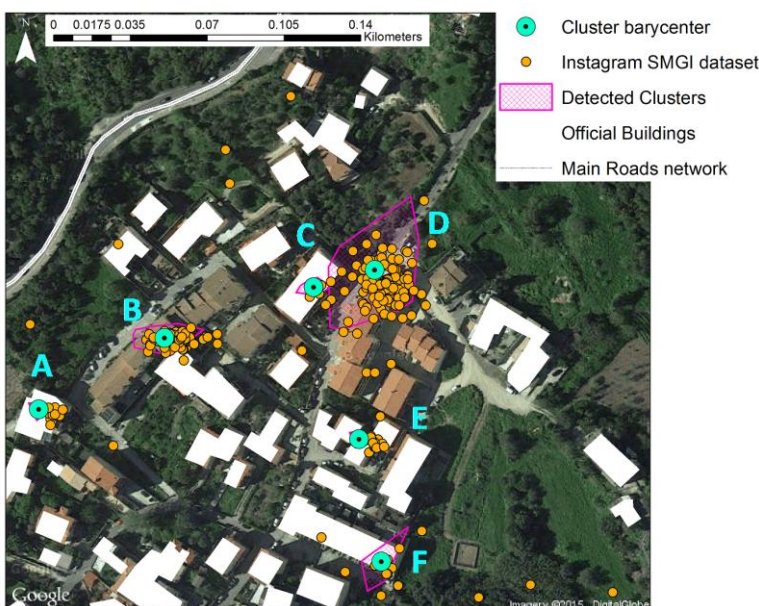 N
0 0.0175 0.035 0.07 0.105 0.14
Kilometers
Cluster barycenter
Instagram SMGI dataset
Detected Clusters
Official Buildings
Main Roads network
A
B
C
D
E
F
Google
Imagery ©2015, DigitalGlobe